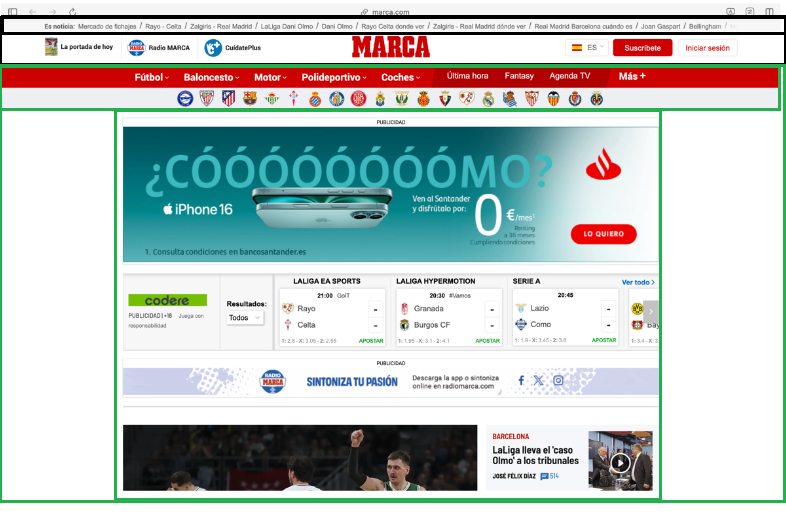 marca.com
Es noticia: Mercado de fichajes / Rayo - Celta / Zalgiris - Real Madrid / LaLiga Dani Olmo / Dani Olmo / Rayo Celta donde ver / Zalgiris - Real Madrid dónde ver / Real Madrid Barcelona cuándo es / Joan Gaspart / Bellingham /
La portada de hoy
Radio MARCA
CuídatePlus
MARCA
ES
Suscríbete
Iniciar sesión
Fútbol Baloncesto Motor Polideportivo Coches Última hora Fantasy Agenda TV Más +
PUBLICIDAD
¿CÓÓÓÓÓÓÓÓÓMO?
iPhone 16
Ven al Santander
y disfrútalo por:
0 €/mes¹
Renting
a 36 meses
Cumpliendo condiciones
LO QUIERO
1. Consulta condiciones en bancosantander.es
codere
PUBLICIDAD|+18 Juega con
responsabilidad
Resultados:
Todos
LALIGA EA SPORTS
21:00 GolT
Rayo -
Celta -
1: 2.8 - X: 3.05 - 2: 2.55 APOSTAR
LALIGA HYPERMOTION
20:30 #Vamos
Granada -
Burgos CF -
1: 1.95 - X: 3.1 - 2: 4.1 APOSTAR
SERIE A
20:45
Lazio -
Como -
1: 1.9 - X: 3.45 - 2: 3.8 APOSTAR
Ver todo >
Bay
1: 3.4 - X:
PUBLICIDAD
RADIO
MARCA
SINTONIZA TU PASIÓN
Descarga la app o sintoniza
online en radiomarca.com
BARCELONA
LaLiga lleva el 'caso
Olmo' a los tribunales
JOSÉ FÉLIX DÍAZ 514